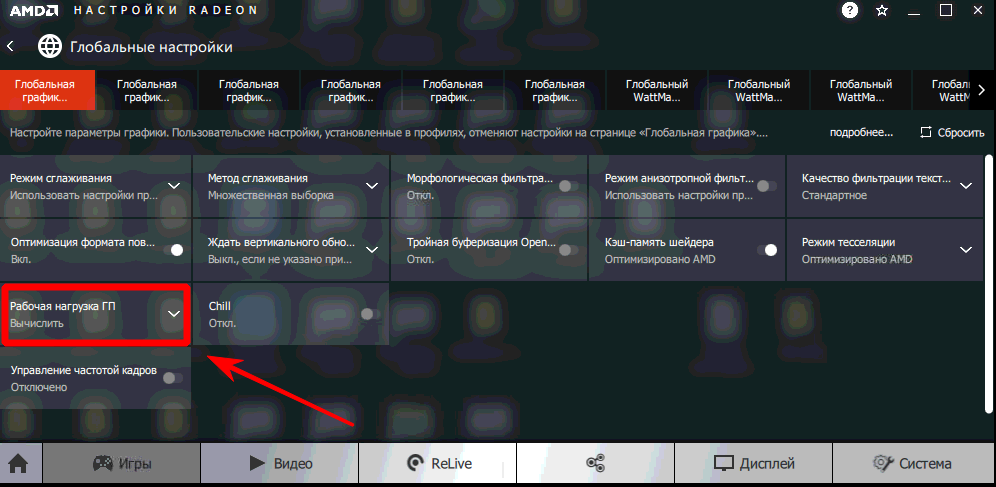 AMD НАСТРОЙКИ RADEON
Глобальные настройки
Глобальная график... Глобальная график... Глобальная график... Глобальная график... Глобальная график... Глобальная график... Глобальный WattMa... Глобальный WattMa... Глобальный WattMa... Глобаль WattM
Настройте параметры графики. Пользовательские настройки, установленные в профилях, отменяют настройки на странице «Глобальная графика».... подробнее... Сбросить
Режим сглаживания
Использовать настройки пр...
Метод сглаживания
Множественная выборка
Морфологическая фильтра...
Откл.
Режим анизотропной фильт...
Использовать настройки пр...
Качество фильтрации текст...
Стандартное
Оптимизация формата пов...
Вкл.
Ждать вертикального обно...
Выкл., если не указано при...
Тройная буферизация Open...
Откл.
Кэш-память шейдера
Оптимизировано AMD
Режим тесселяции
Оптимизировано AMD
Рабочая нагрузка ГП
Вычислить
Chill
Откл.
Управление частотой кадров
Отключено
Игры Видео ReLive Дисплей Система